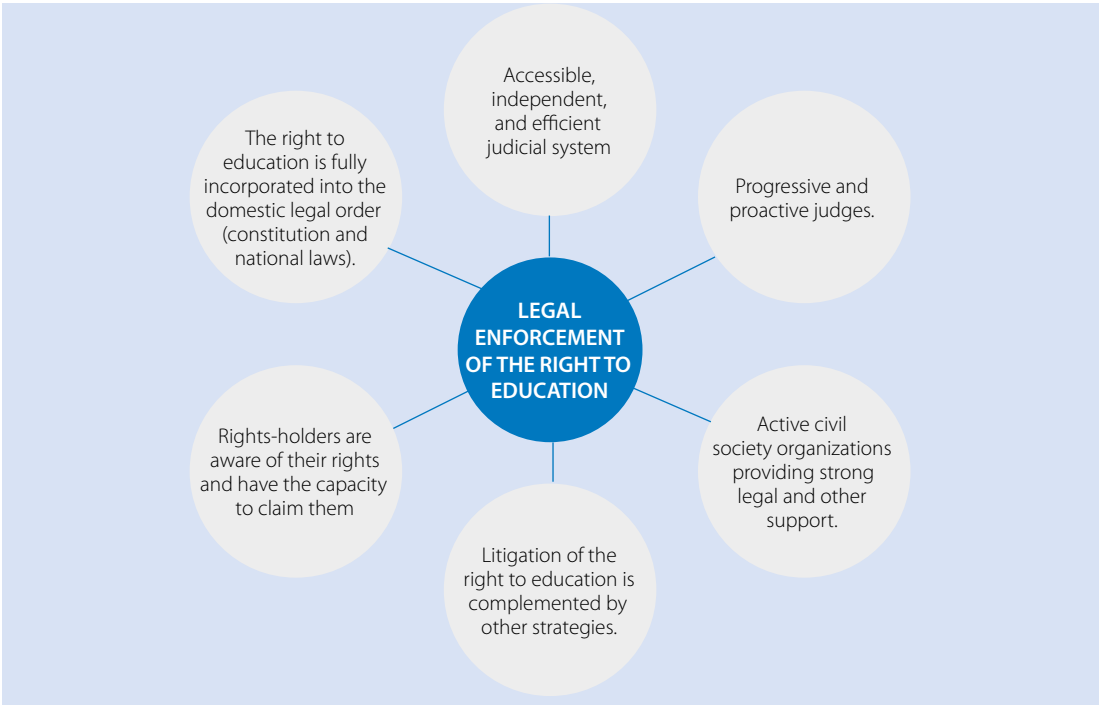 Accessible,
independent,
and efficient
judicial system
The right to
education is fully
incorporated into the
domestic legal order
(constitution and
national laws).
Progressive and
proactive judges.
LEGAL
ENFORCEMENT
OF THE RIGHT TO
EDUCATION
Rights-holders are
aware of their rights
and have the capacity
to claim them
Active civil
society organizations
providing strong
legal and other
support.
Litigation of the
right to education is
complemented by
other strategies.